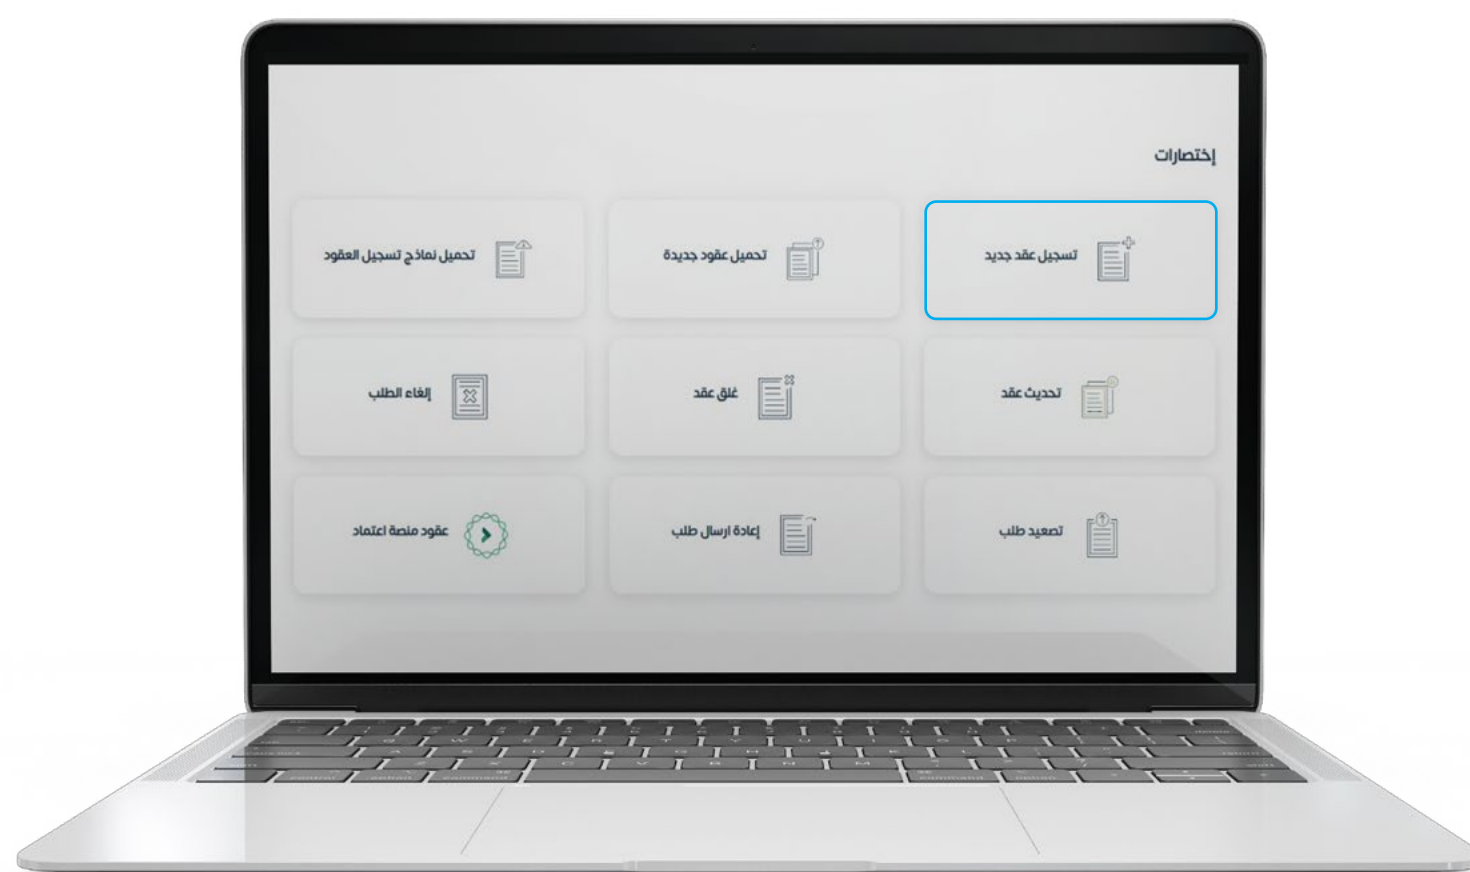 إختصارات
تسجيل عقد جديد
تحميل عقود جديدة
تحميل نماذج تسجيل العقود
تحديث عقد
غلق عقد
إلغاء الطلب
تصعيد طلب
إعادة ارسال طلب
عقود منصة اعتماد